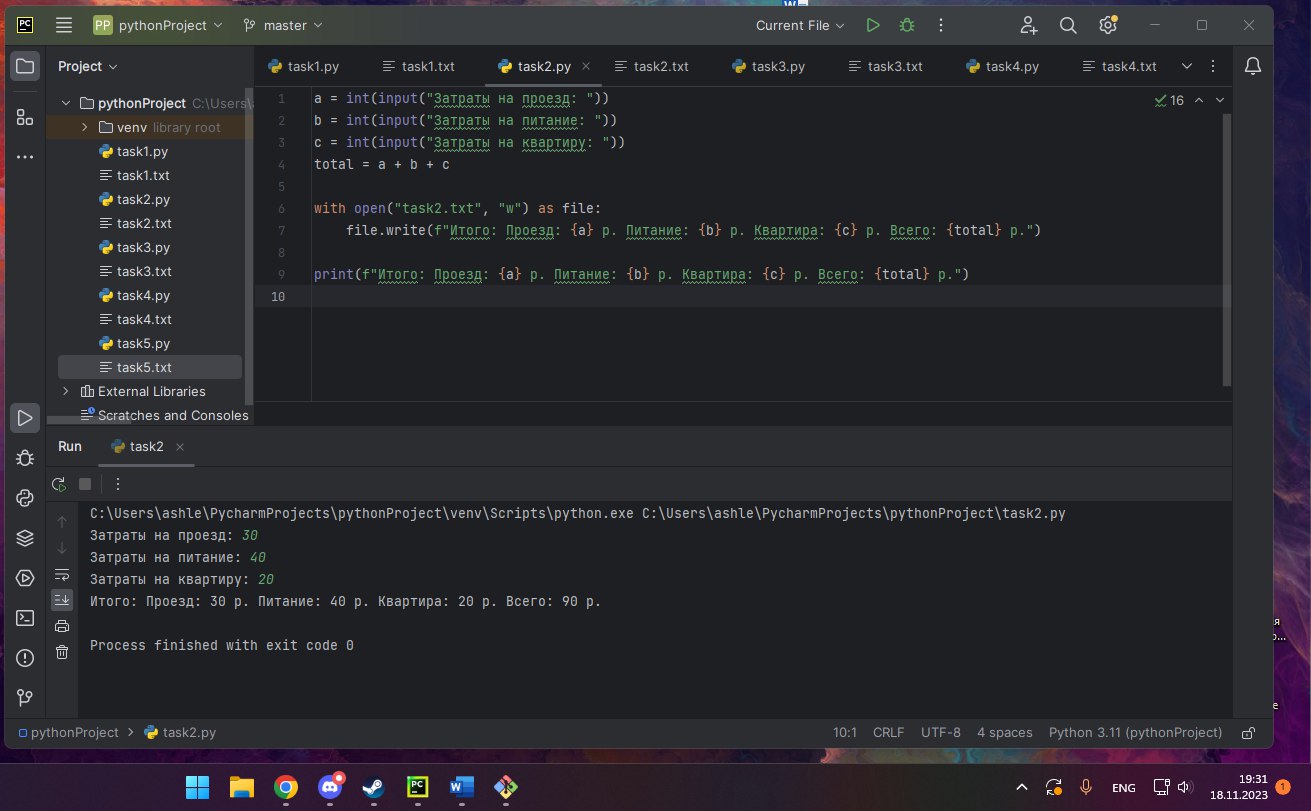 PC
PP pythonProject master Current File
Project
task1.py task1.txt task2.py task2.txt task3.py task3.txt task4.py task4.txt
pythonProject C:\Users\
venv library root
task1.py
task1.txt
task2.py
task2.txt
task3.py
task3.txt
task4.py
task4.txt
task5.py
task5.txt
External Libraries
Scratches and Consoles
16
1 a = int(input("Затраты на проезд: "))
2 b = int(input("Затраты на питание: "))
3 c = int(input("Затраты на квартиру: "))
4 total = a + b + c
5
6 with open("task2.txt", "w") as file:
7 file.write(f"Итого: Проезд: {a} р. Питание: {b} р. Квартира: {c} р. Всего: {total} р.")
8
9 print(f"Итого: Проезд: {a} р. Питание: {b} р. Квартира: {c} р. Всего: {total} р.")
10
Run task2
C:\Users\ashle\PycharmProjects\pythonProject\venv\Scripts\python.exe C:\Users\ashle\PycharmProjects\pythonProject\task2.py
Затраты на проезд: 30
Затраты на питание: 40
Затраты на квартиру: 20
Итого: Проезд: 30 р. Питание: 40 р. Квартира: 20 р. Всего: 90 р.
Process finished with exit code 0
pythonProject > task2.py 10:1 CRLF UTF-8 4 spaces Python 3.11 (pythonProject)
PC W ENG 19:31
18.11.2023 1